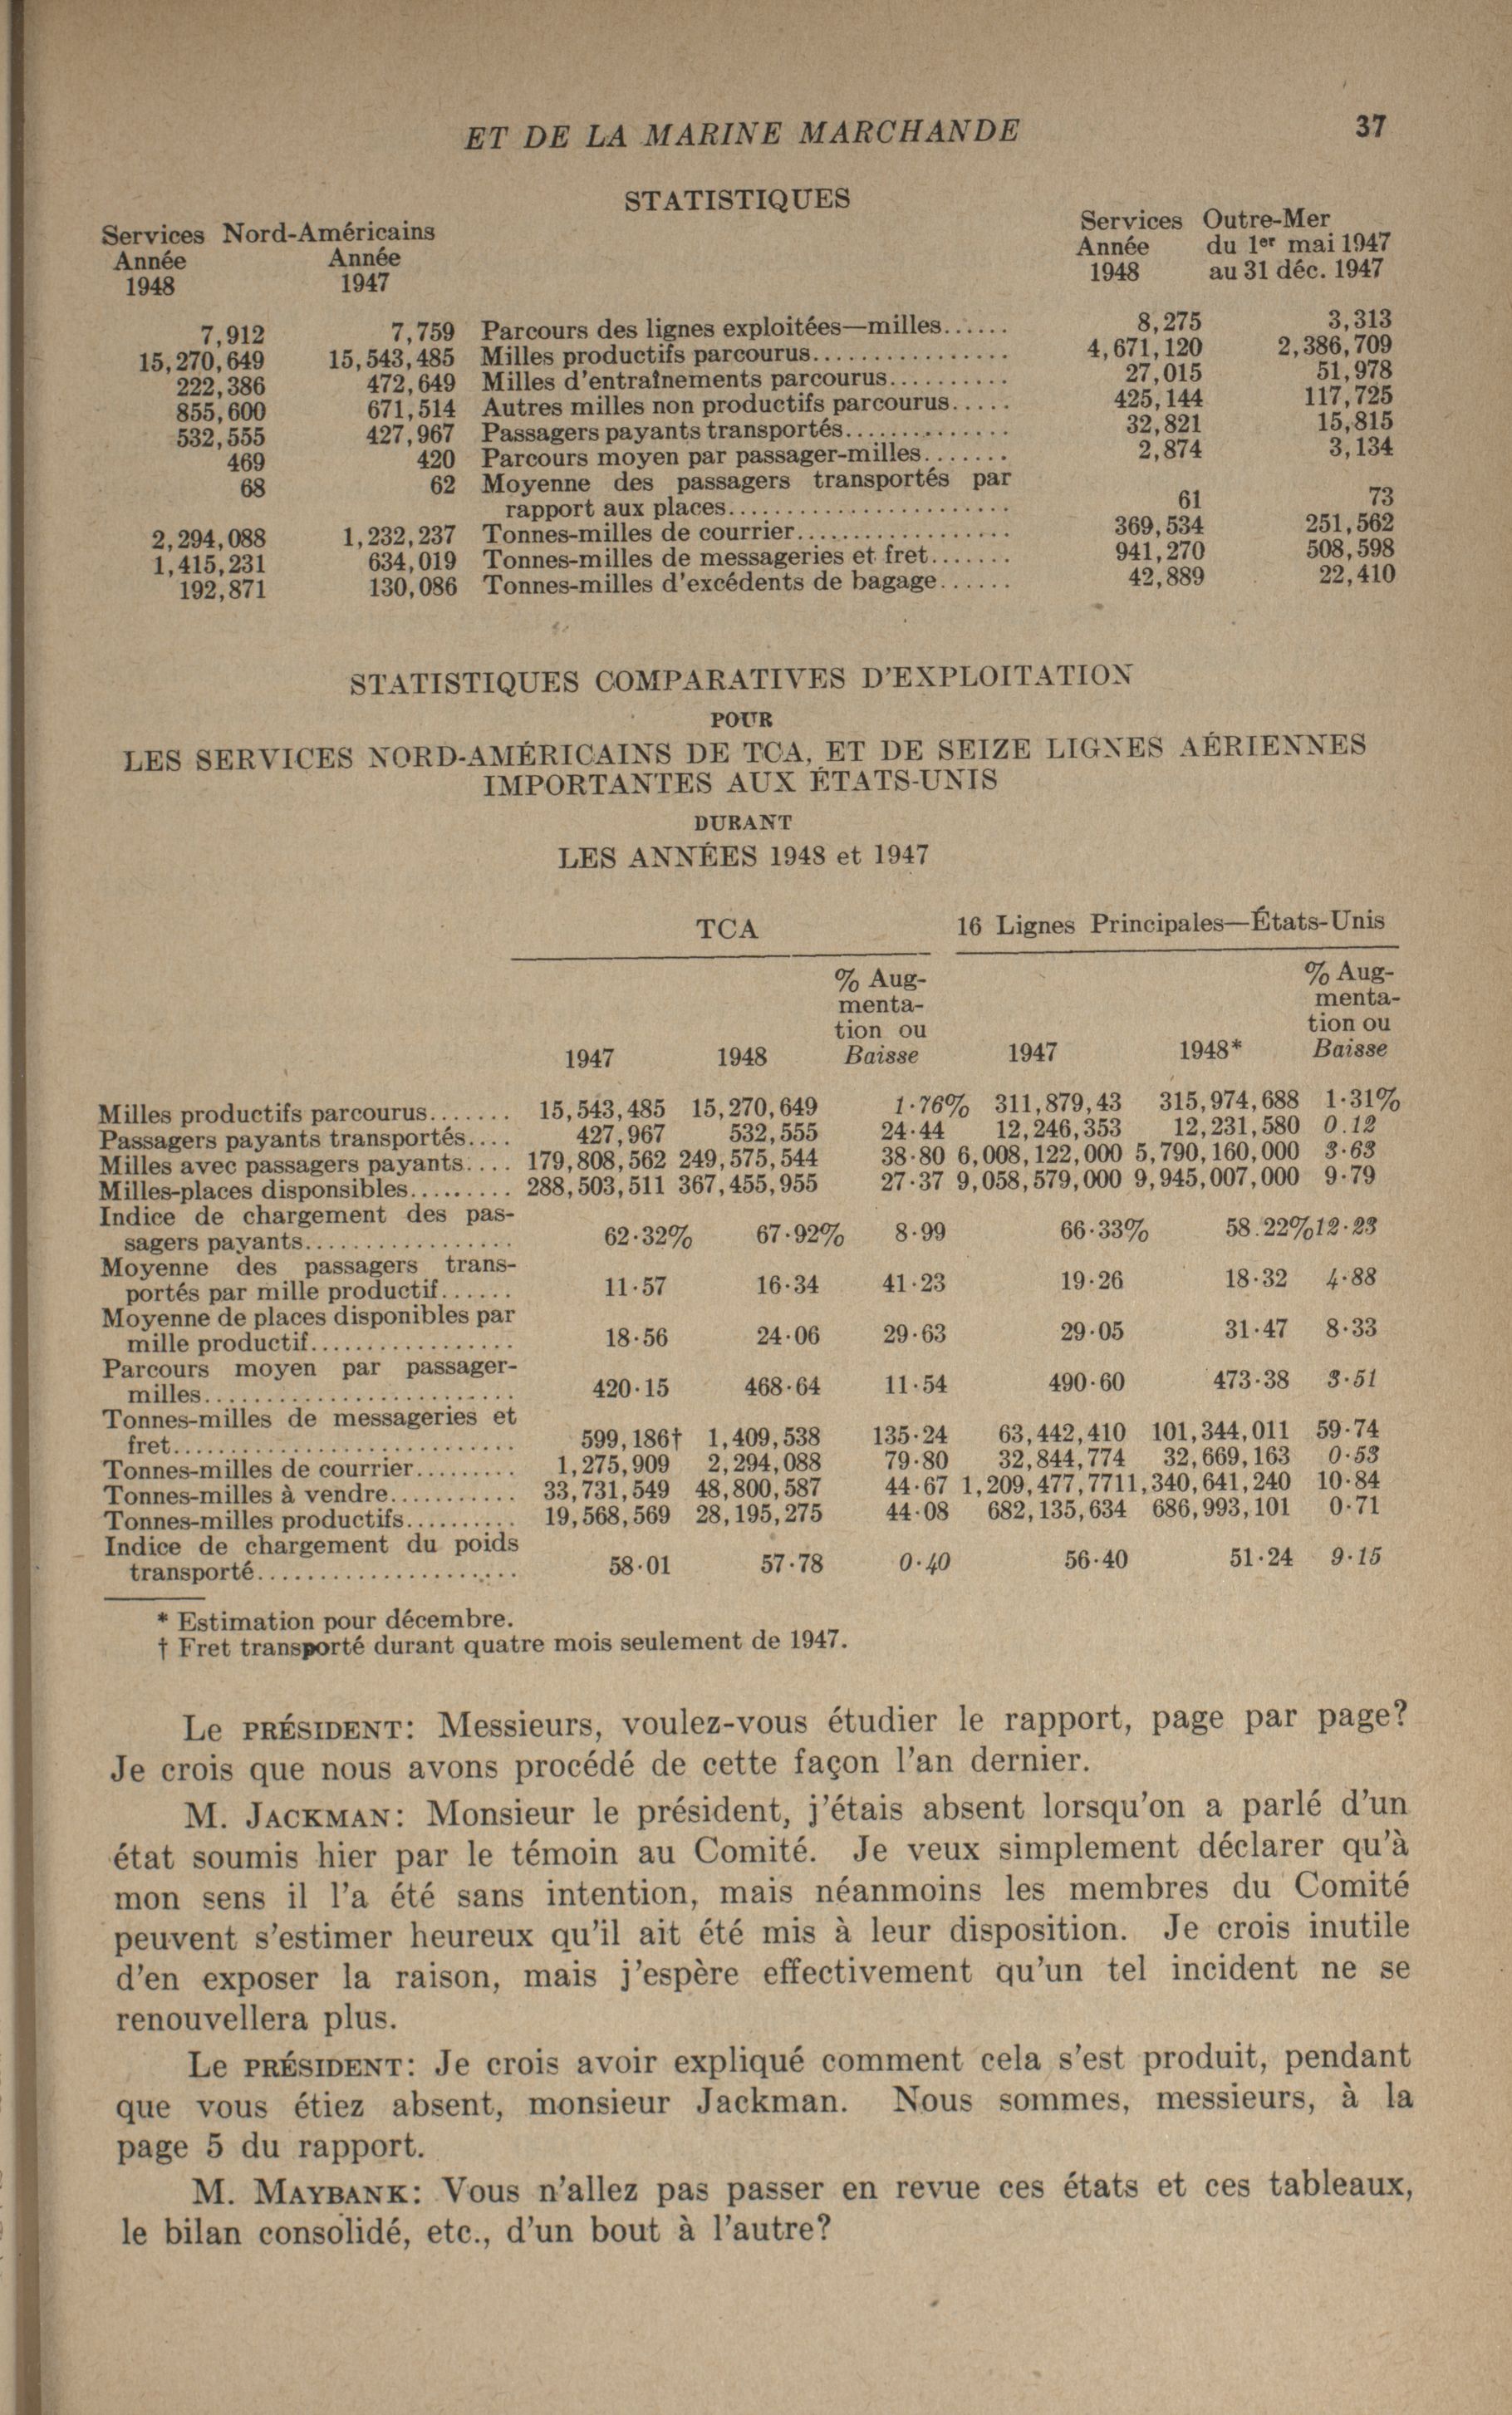 ET DE LA MARINE MARCHANDE 37
STATISTIQUES
Services Nord-Américains Services Outre-Mer
Année Année Année du 1er mai 1947
1948 1947 1948 au 31 déc. 1947
7,912 7,759 Parcours des lignes exploitées—milles...... 8,275 3,313
15,270,649 15,543,485 Milles productifs parcourus................ 4,671,120 2,386,709
222,386 472,649 Milles d'entraînements parcourus.......... 27,015 51,978
855,600 671,514 Autres milles non productifs parcourus..... 425,144 117,725
532,555 427,967 Passagers payants transportés.............. 32,821 15,815
469 420 Parcours moyen par passager-milles....... 2,874 3,134
68 62 Moyenne des passagers transportés par
rapport aux places....................... 61 73
2,294,088 1,232,237 Tonnes-milles de courrier.................. 369,534 251,562
1,415,231 634,019 Tonnes-milles de messageries et fret....... 941,270 508,598
192,871 130,086 Tonnes-milles d'excédents de bagage...... 42,889 22,410
STATISTIQUES COMPARATIVES D'EXPLOITATION
POUR
LES SERVICES NORD-AMÉRICAINS DE TCA, ET DE SEIZE LIGNES AÉRIENNES
IMPORTANTES AUX ÉTATS-UNIS
DURANT
LES ANNÉES 1948 et 1947
TCA 16 Lignes Principales—États-Unis
% Aug- % Aug-
menta- menta-
tion ou tion ou
1947 1948 Baisse 1947 1948* Baisse
Milles productifs parcourus....... 15,543,485 15,270,649 1·76% 311,879,43 315,974,688 1·31%
Passagers payants transportés.... 427,967 532,555 24·44 12,246,353 12,231,580 0.12
Milles avec passagers payants.... 179,808,562 249,575,544 38·80 6,008,122,000 5,790,160,000 3·63
Milles-places disponsibles......... 288,503,511 367,455,955 27·37 9,058,579,000 9,945,007,000 9·79
Indice de chargement des pas-
sagers payants................. 62·32% 67·92% 8·99 66·33% 58.22% 12·23
Moyenne des passagers trans-
portés par mille productif...... 11·57 16·34 41·23 19·26 18·32 4·88
Moyenne de places disponibles par
mille productif................. 18·56 24·06 29·63 29·05 31·47 8·33
Parcours moyen par passager-
milles......................... 420·15 468·64 11·54 490·60 473·38 3·51
Tonnes-milles de messageries et
fret............................ 599,186† 1,409,538 135·24 63,442,410 101,344,011 59·74
Tonnes-milles de courrier......... 1,275,909 2,294,088 79·80 32,844,774 32,669,163 0·53
Tonnes-milles à vendre........... 33,731,549 48,800,587 44·67 1,209,477,771 1,340,641,240 10·84
Tonnes-milles productifs.......... 19,568,569 28,195,275 44·08 682,135,634 686,993,101 0·71
Indice de chargement du poids
transporté..................... 58·01 57·78 0·40 56·40 51·24 9·15
* Estimation pour décembre.
† Fret transporté durant quatre mois seulement de 1947.
Le PRÉSIDENT: Messieurs, voulez-vous étudier le rapport, page par page?
Je crois que nous avons procédé de cette façon l'an dernier.
M. JACKMAN: Monsieur le président, j'étais absent lorsqu'on a parlé d'un
état soumis hier par le témoin au Comité. Je veux simplement déclarer qu'à
mon sens il l'a été sans intention, mais néanmoins les membres du Comité
peuvent s'estimer heureux qu'il ait été mis à leur disposition. Je crois inutile
d'en exposer la raison, mais j'espère effectivement qu'un tel incident ne se
renouvellera plus.
Le PRÉSIDENT: Je crois avoir expliqué comment cela s'est produit, pendant
que vous étiez absent, monsieur Jackman. Nous sommes, messieurs, à la
page 5 du rapport.
M. MAYBANK: Vous n'allez pas passer en revue ces états et ces tableaux,
le bilan consolidé, etc., d'un bout à l'autre?